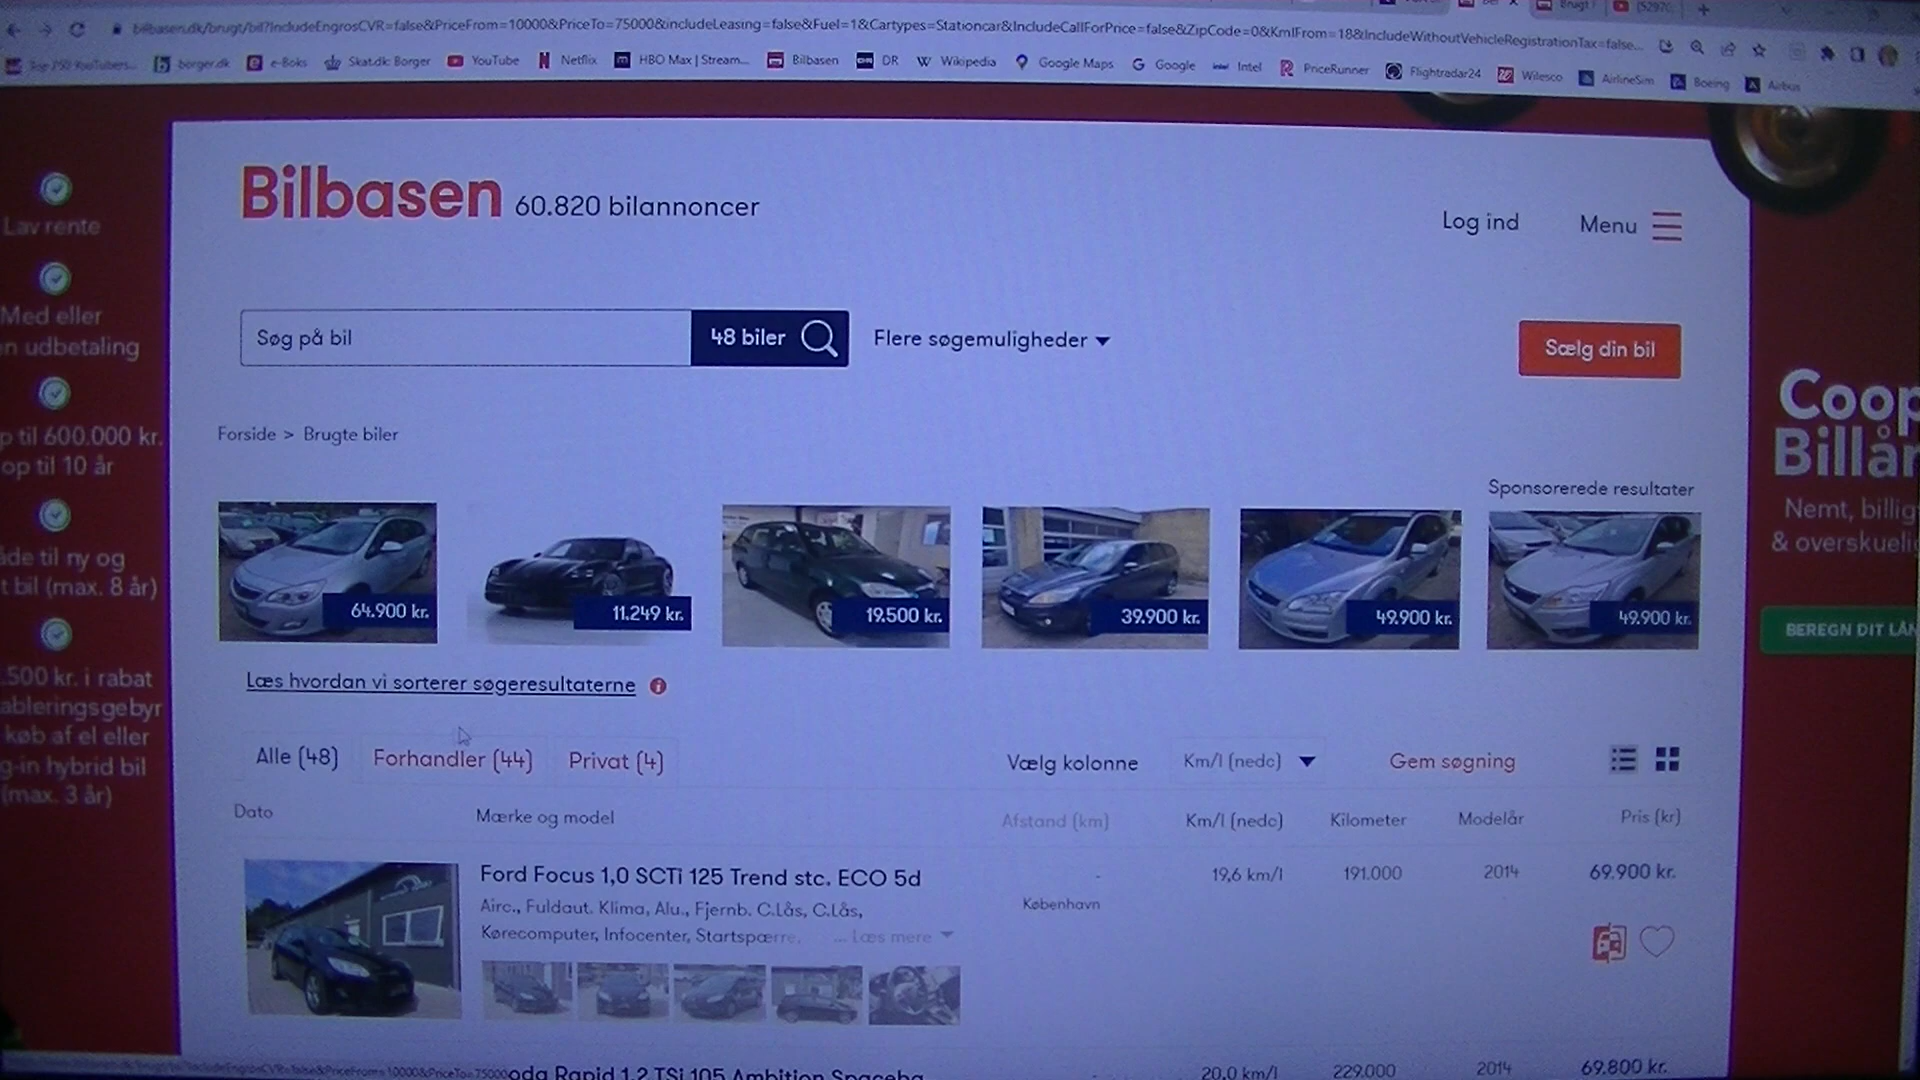 bilbasen.dk/brugt/bil?IncludeEngrosCVR=false&PriceFrom=10000&PriceTo=75000&includeLeasing=false&Fuel=1&Cartypes=Stationcar&IncludeCallForPrice=false&ZipCode=0&KmlFrom=18&IncludeWithoutVehicleRegistrationTax=false...
Top 250 YouTubers... borger.dk e-Boks Skat.dk: Borger YouTube Netflix HBO Max | Stream... Bilbasen DR Wikipedia Google Maps Google Intel PriceRunner Flightradar24 Wilesco AirlineSim Boeing Airbus
Lav rente
Med eller
n udbetaling
p til 600.000 kr.
op til 10 år
åde til ny og
t bil (max. 8 år)
.500 kr. i rabat
ableringsgebyr
køb af el eller
g-in hybrid bil
(max. 3 år)
Bilbasen 60.820 bilannoncer
Log ind Menu
Søg på bil 48 biler Flere søgemuligheder
Sælg din bil
Forside > Brugte biler
Sponsorerede resultater
64.900 kr. 11.249 kr. 19.500 kr. 39.900 kr. 49.900 kr. 49.900 kr.
Læs hvordan vi sorterer søgeresultaterne
Alle (48) Forhandler (44) Privat (4) Vælg kolonne Km/l (nedc) Gem søgning
Dato Mærke og model Afstand (km) Km/l (nedc) Kilometer Modelår Pris (kr)
Ford Focus 1,0 SCTi 125 Trend stc. ECO 5d - 19,6 km/l 191.000 2014 69.900 kr.
Airc., Fuldaut. Klima, Alu., Fjernb. C.Lås, C.Lås,
København
Kørecomputer, Infocenter, Startspærre, ... Læs mere
oda Rapid 1,2 TSi 105 Ambition Spaceba - 20,0 km/l 229.000 2014 69.800 kr.
Coop
Billån
Nemt, billig
& overskueli
BEREGN DIT LÅN